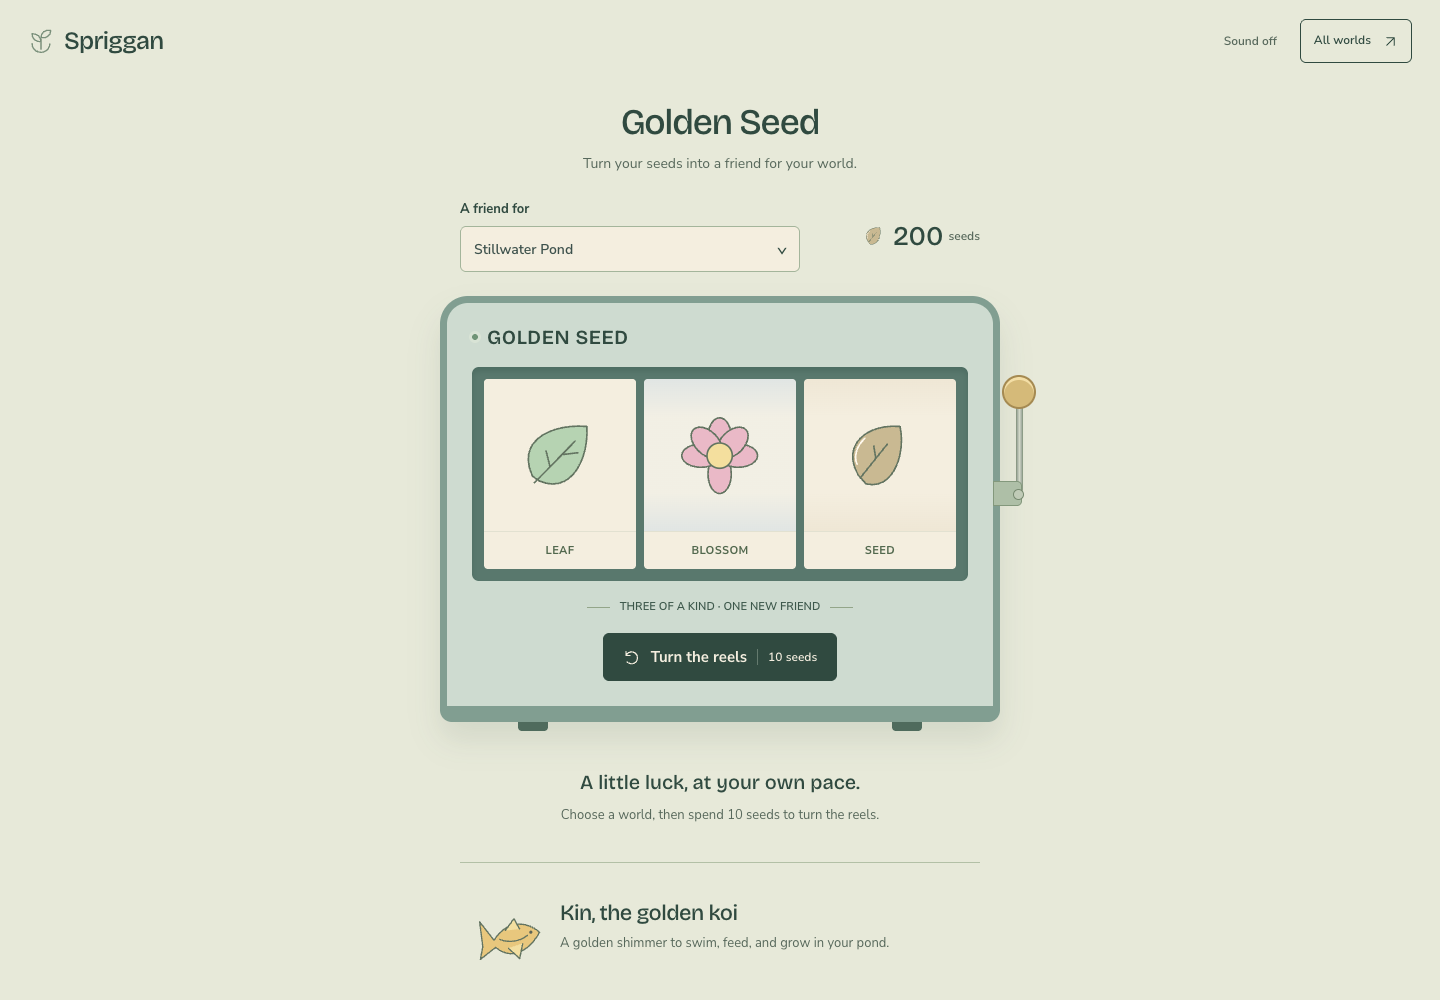 Spriggan
Sound off
All worlds
Golden Seed
Turn your seeds into a friend for your world.
A friend for
Stillwater Pond
200 seeds
GOLDEN SEED
LEAF
BLOSSOM
SEED
THREE OF A KIND · ONE NEW FRIEND
Turn the reels
10 seeds
A little luck, at your own pace.
Choose a world, then spend 10 seeds to turn the reels.
Kin, the golden koi
A golden shimmer to swim, feed, and grow in your pond.